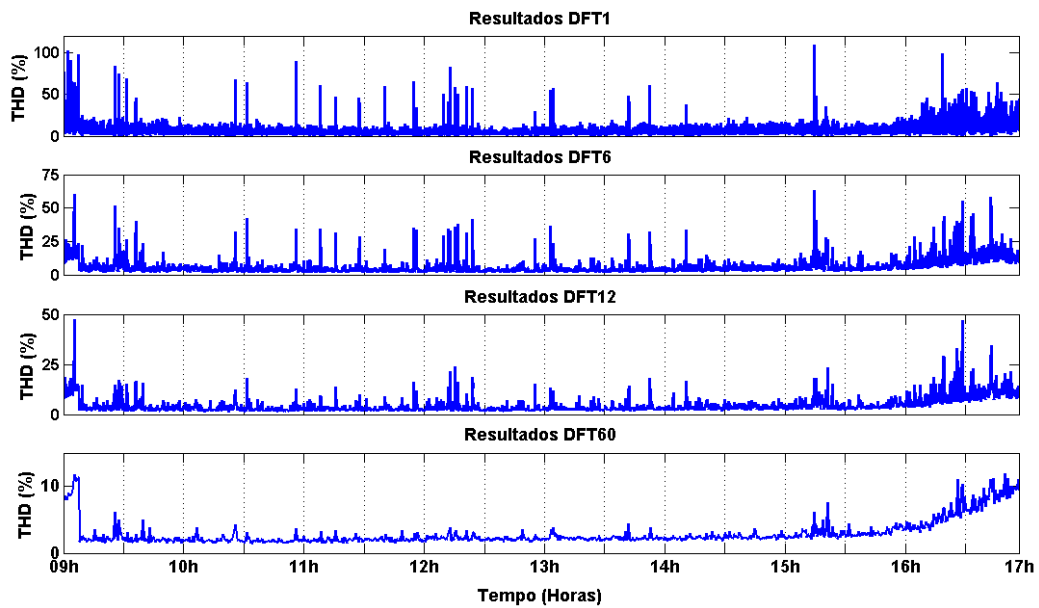 Resultados DFT1
THD (%)
100
50
0
Resultados DFT6
THD (%)
75
50
25
0
Resultados DFT12
THD (%)
50
25
0
Resultados DFT60
THD (%)
10
0
09h 10h 11h 12h 13h 14h 15h 16h 17h
Tempo (Horas)